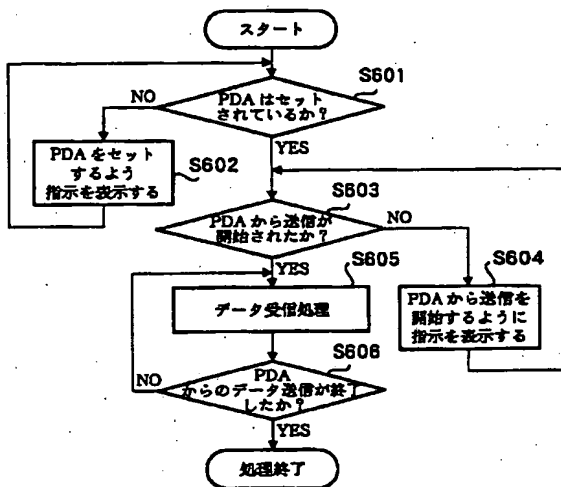 スタート
S601
PDAはセット
されているか？
NO
YES
PDAをセット
するよう
指示を表示する
S602
S603
PDAから送信が
開始されたか？
NO
YES
S604
PDAから送信を
開始するように
指示を表示する
S605
データ受信処理
S606
PDA
からのデータ送信が終了
したか？
NO
YES
処理終了